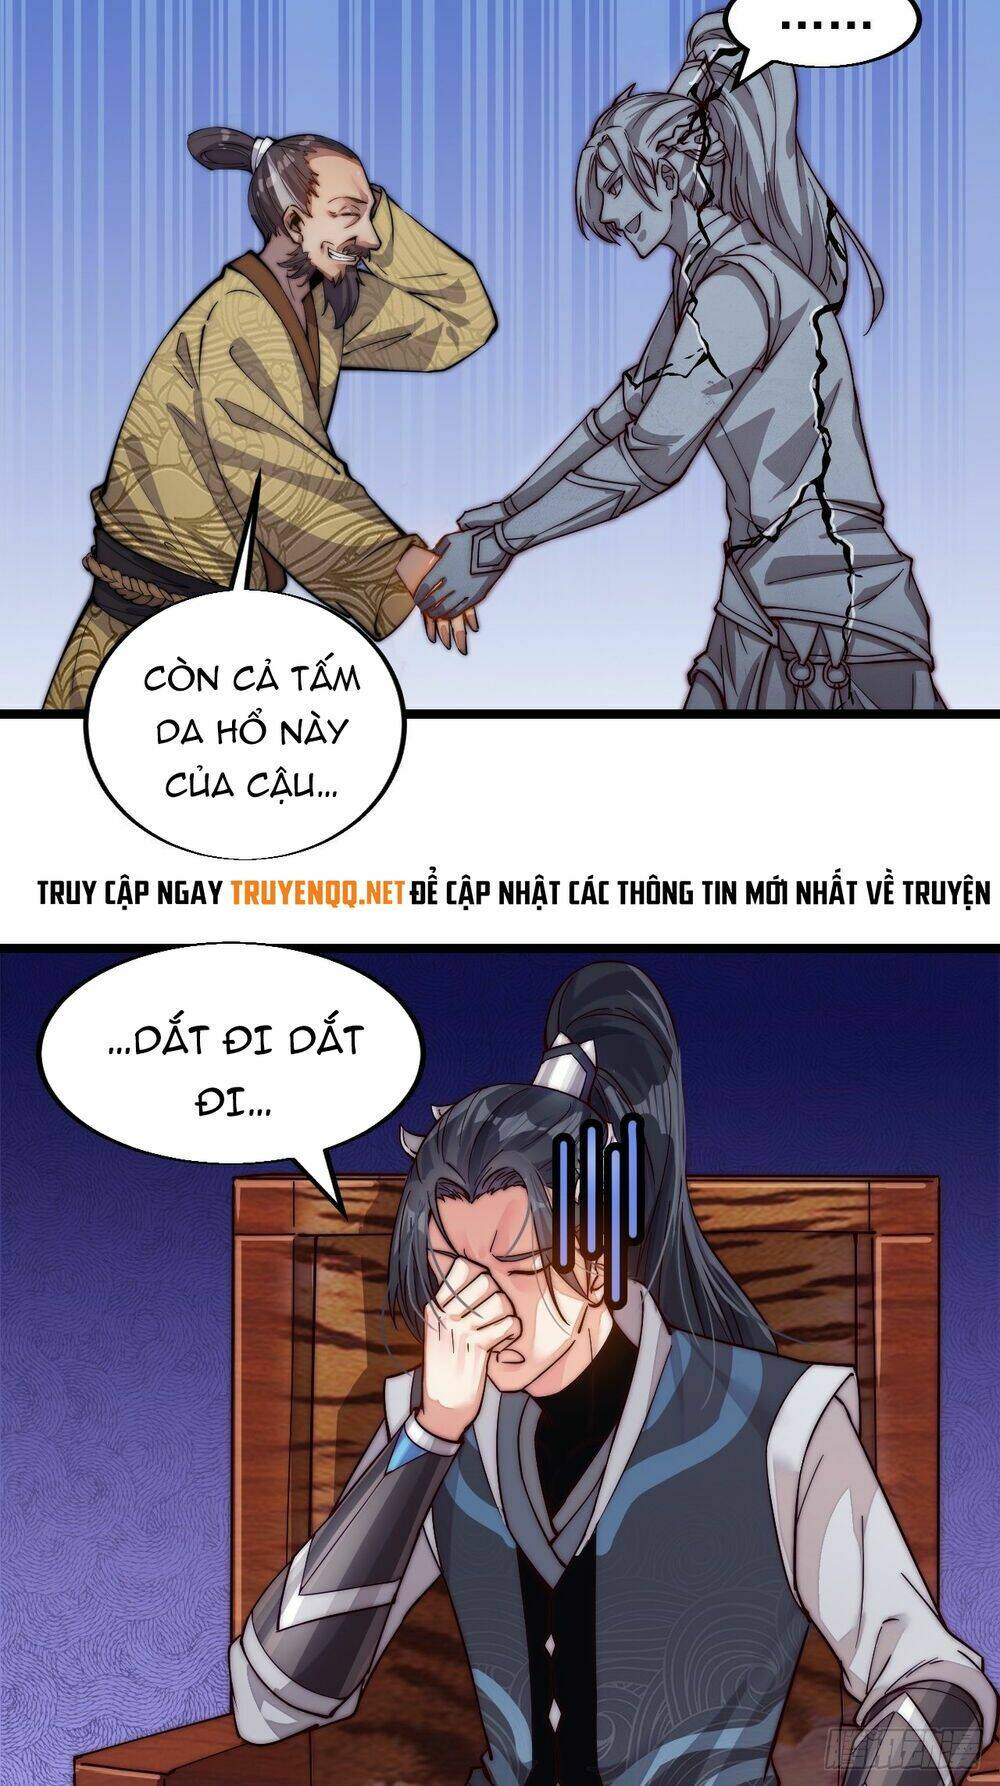 ......
CÒN CẢ TẤM
DA HỔ NÀY
CỦA CẬU...
TRUY CẬP NGAY TRUYENQQ.NET ĐỂ CẬP NHẬT CÁC THÔNG TIN MỚI NHẤT VỀ TRUYỆN
...DẮT ĐI DẮT
ĐI...